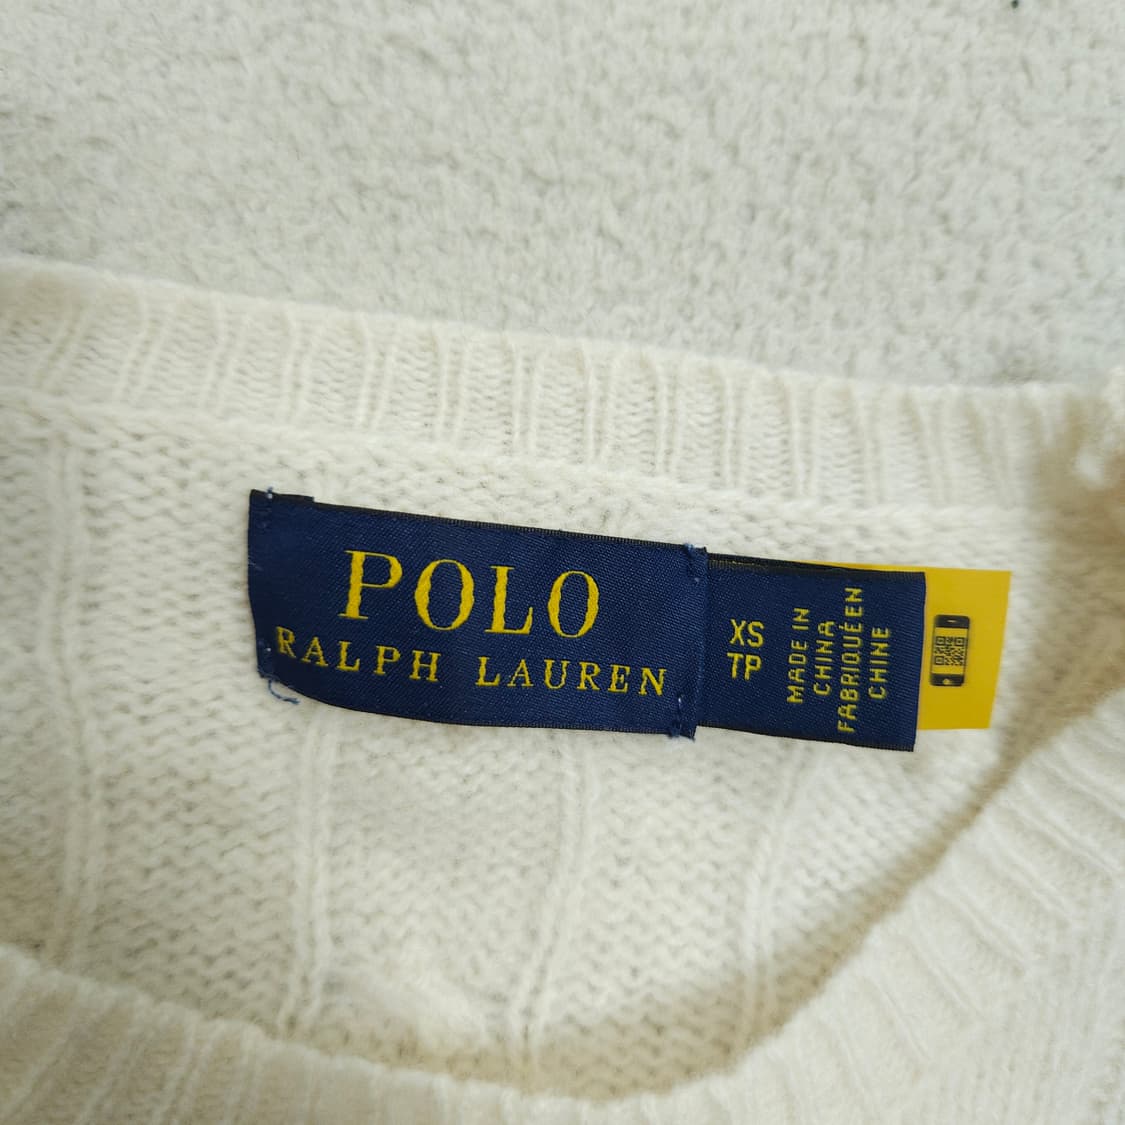 POLO
RALPH LAUREN
XS
TP
MADE IN
CHINA
FABRIQUÉ EN
CHINE